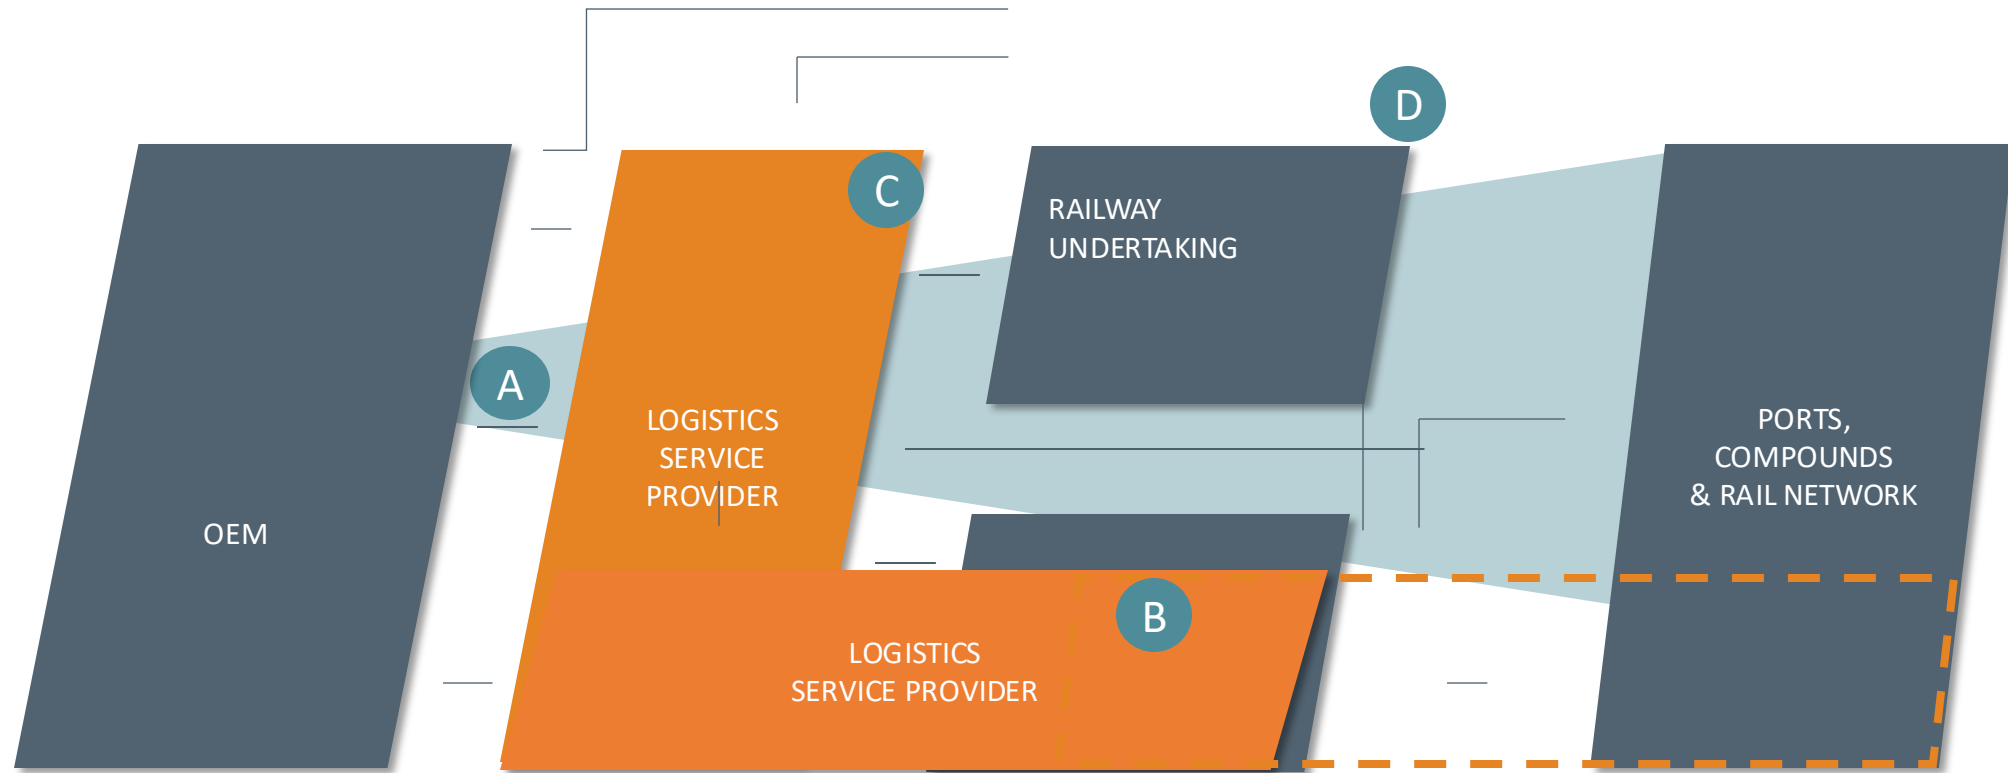 D
C
RAILWAY
UNDERTAKING
A
LOGISTICS
SERVICE
PROVIDER
PORTS,
COMPOUNDS
& RAIL NETWORK
OEM
B
LOGISTICS
SERVICE PROVIDER